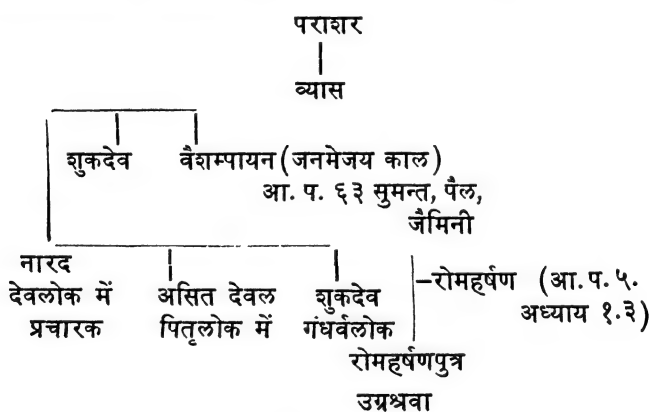 पराशर
व्यास
शुकदेव वैशम्पायन (जनमेजय काल)
आ. प. ६३ सुमन्त, पैल,
जैमिनी
नारद असित देवल शुकदेव –रोमहर्षण (आ. प. ५.
देवलोक में पितृलोक में गंधर्वलोक अध्याय १.३)
प्रचारक
रोमहर्षणपुत्र
उग्रश्रवा